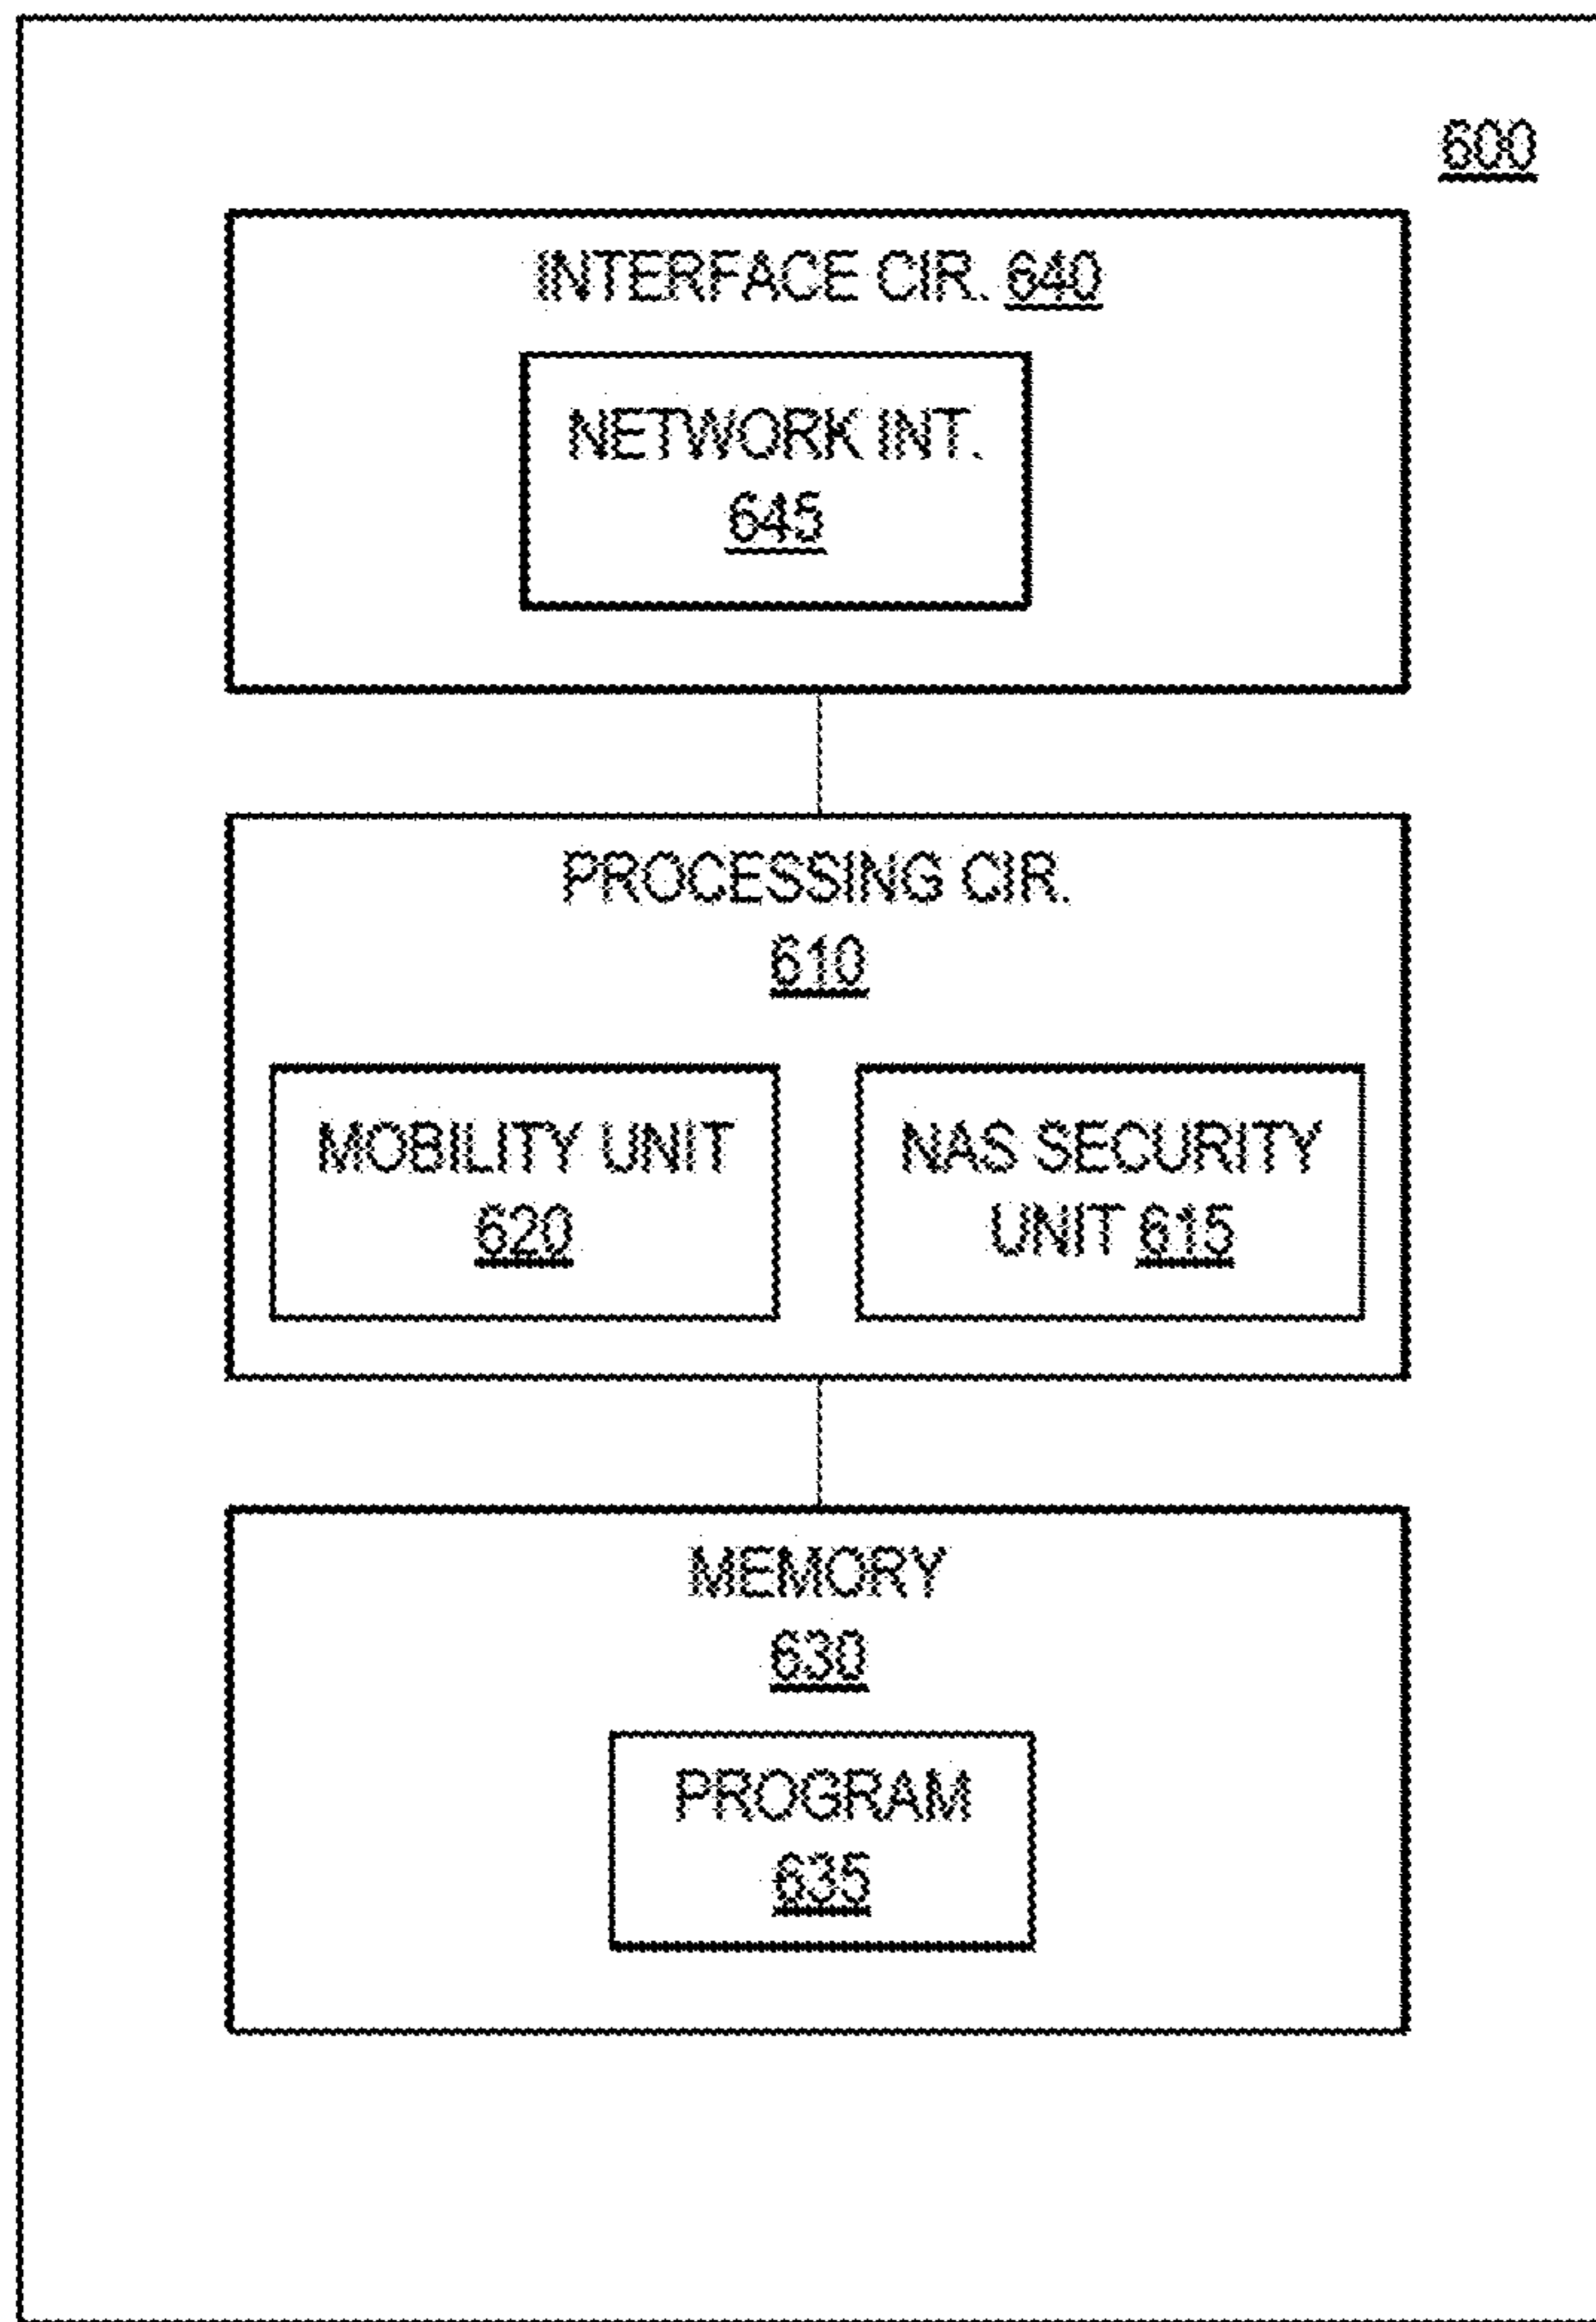 600
INTERFACE CIR. 640
NETWORK INT.
645
PROCESSING CIR.
610
MOBILITY UNIT
620
NAS SECURITY
UNIT 615
MEMORY
630
PROGRAM
635